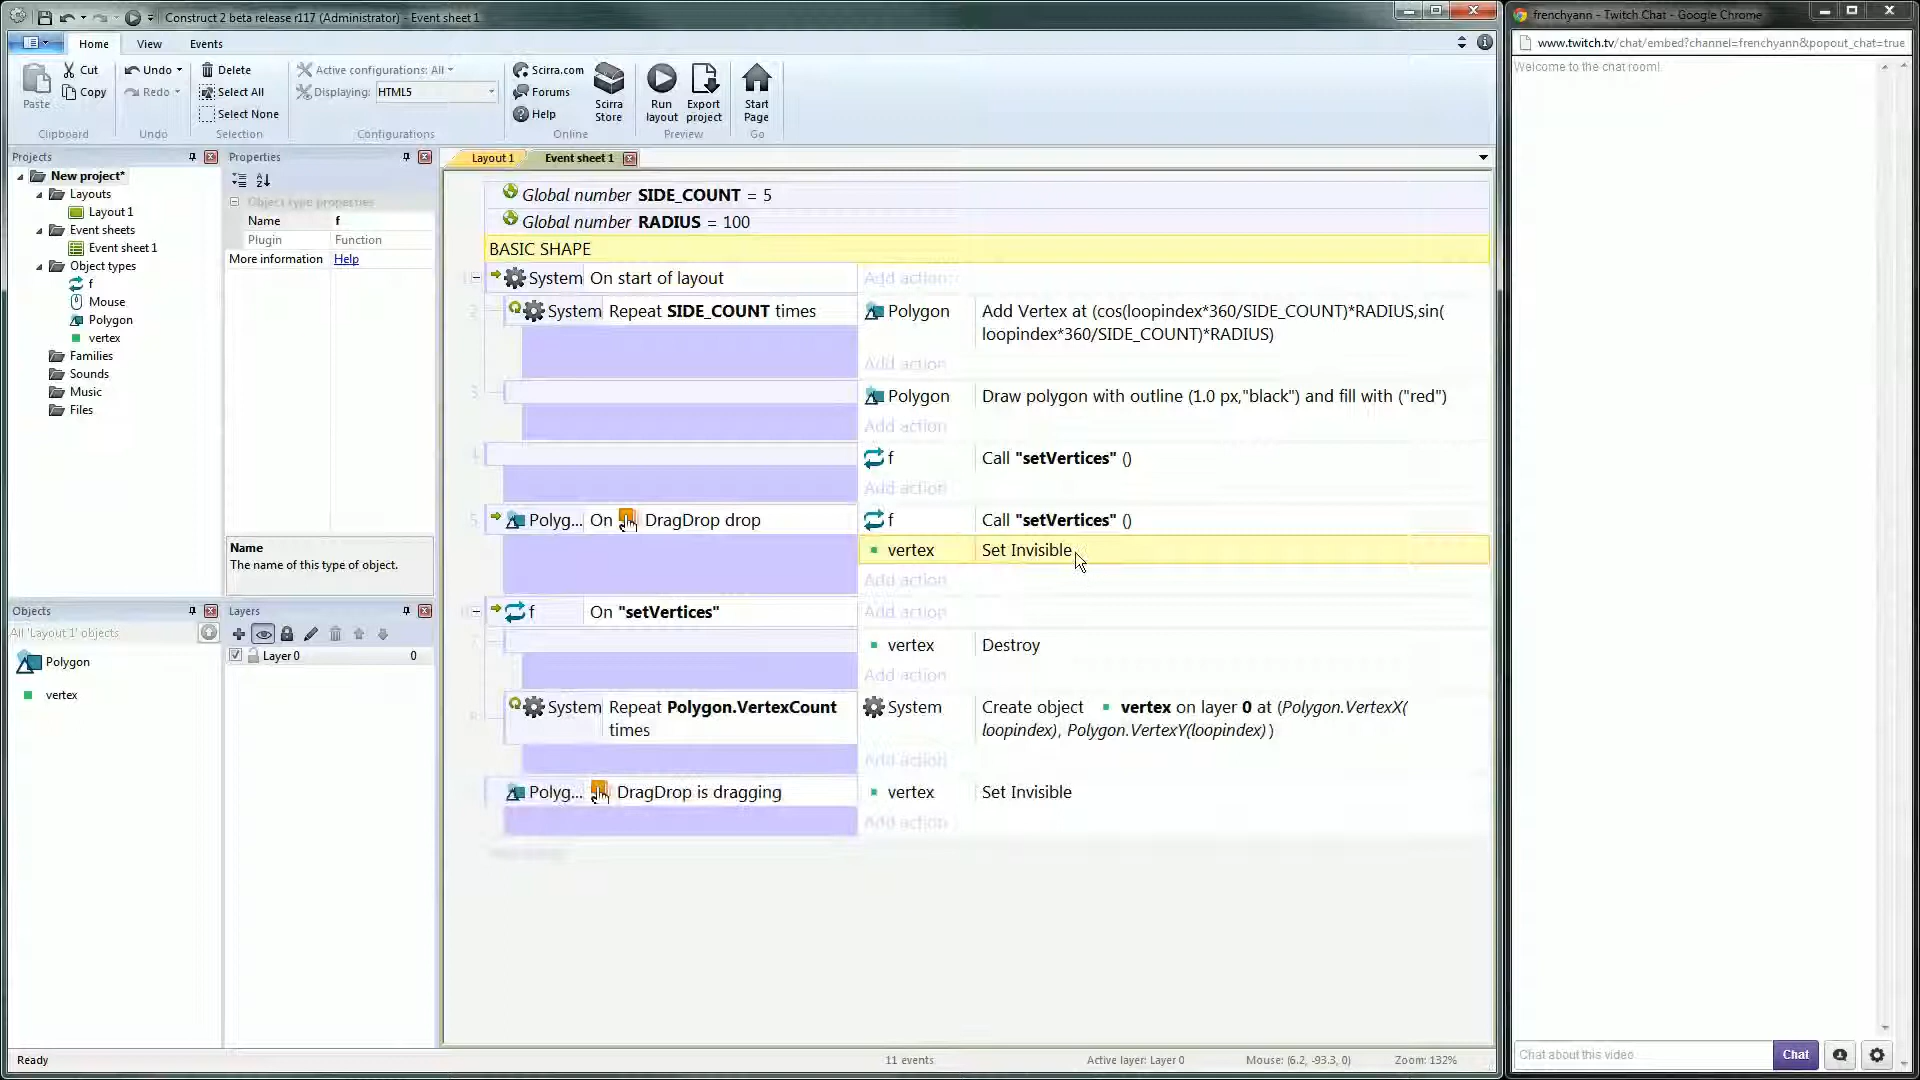 Construct 2 beta release r117 (Administrator) - Event sheet 1
Home View Events
Paste
Cut
Copy
Clipboard
Undo
Redo
Undo
Delete
Select All
Select None
Selection
Active configurations: All
Displaying: HTML5
Configurations
Scirra.com
Forums
Help
Scirra Store
Online
Run layout
Export project
Preview
Start Page
Go
Projects
New project*
Layouts
Layout 1
Event sheets
Event sheet 1
Object types
f
Mouse
Polygon
vertex
Families
Sounds
Music
Files
Properties
Object type properties
Name f
Plugin Function
More information Help
Name
The name of this type of object.
Objects
All 'Layout 1' objects
Polygon
vertex
Layers
Layer 0 0
Layout 1 Event sheet 1
Global number SIDE_COUNT = 5
Global number RADIUS = 100
BASIC SHAPE
1 System On start of layout Add action
2 System Repeat SIDE_COUNT times Polygon Add Vertex at (cos(loopindex*360/SIDE_COUNT)*RADIUS,sin(
loopindex*360/SIDE_COUNT)*RADIUS)
Add action
3 Polygon Draw polygon with outline (1.0 px,"black") and fill with ("red")
Add action
4 f Call "setVertices" ()
Add action
5 Polyg... On DragDrop drop f Call "setVertices" ()
vertex Set Invisible
Add action
f On "setVertices" Add action
7 vertex Destroy
Add action
8 System Repeat Polygon.VertexCount times System Create object vertex on layer 0 at (Polygon.VertexX(
loopindex), Polygon.VertexY(loopindex))
Add action
Polyg... DragDrop is dragging vertex Set Invisible
Add action
Ready 11 events Active layer: Layer 0 Mouse: (6.2, -93.3, 0) Zoom: 132%
frenchyann - Twitch Chat - Google Chrome
www.twitch.tv/chat/embed?channel=frenchyann&popout_chat=true
Welcome to the chat room!
Chat about this video
Chat